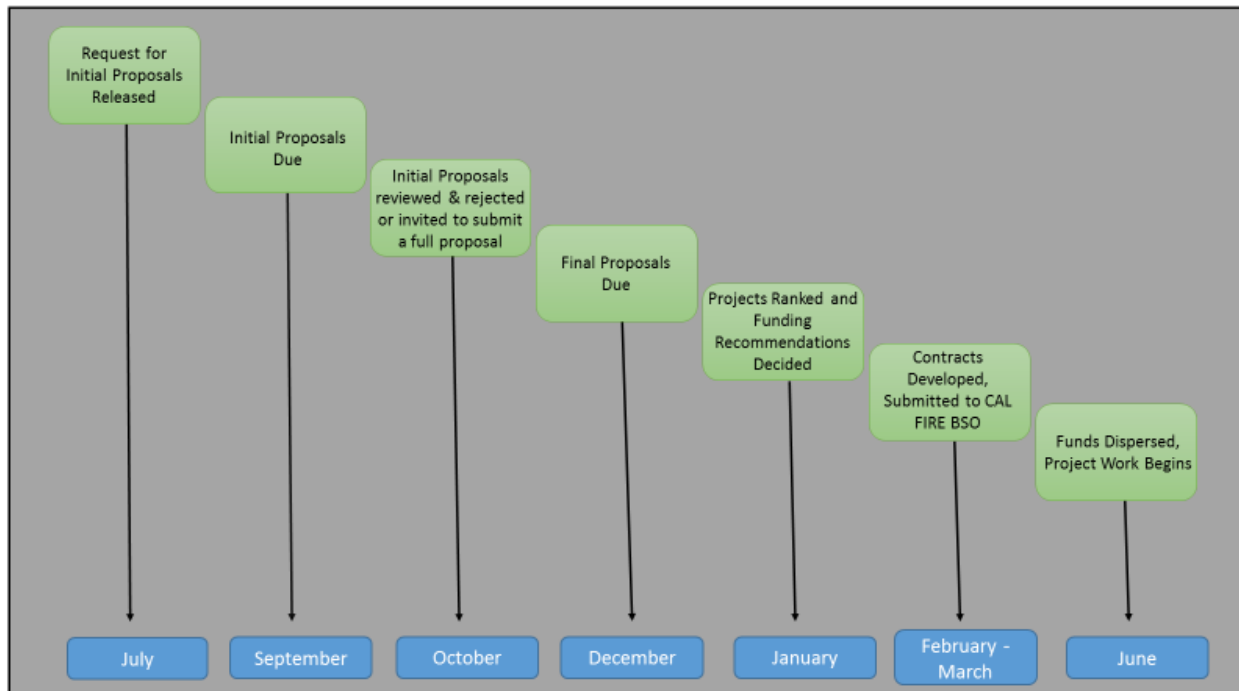 Request for
Initial Proposals
Released
Initial Proposals
Due
Initial Proposals
reviewed & rejected
or invited to submit
a full proposal
Final Proposals
Due
Projects Ranked and
Funding
Recommendations
Decided
Contracts
Developed,
Submitted to CAL
FIRE BSO
Funds Dispersed,
Project Work Begins
July
September
October
December
January
February -
March
June